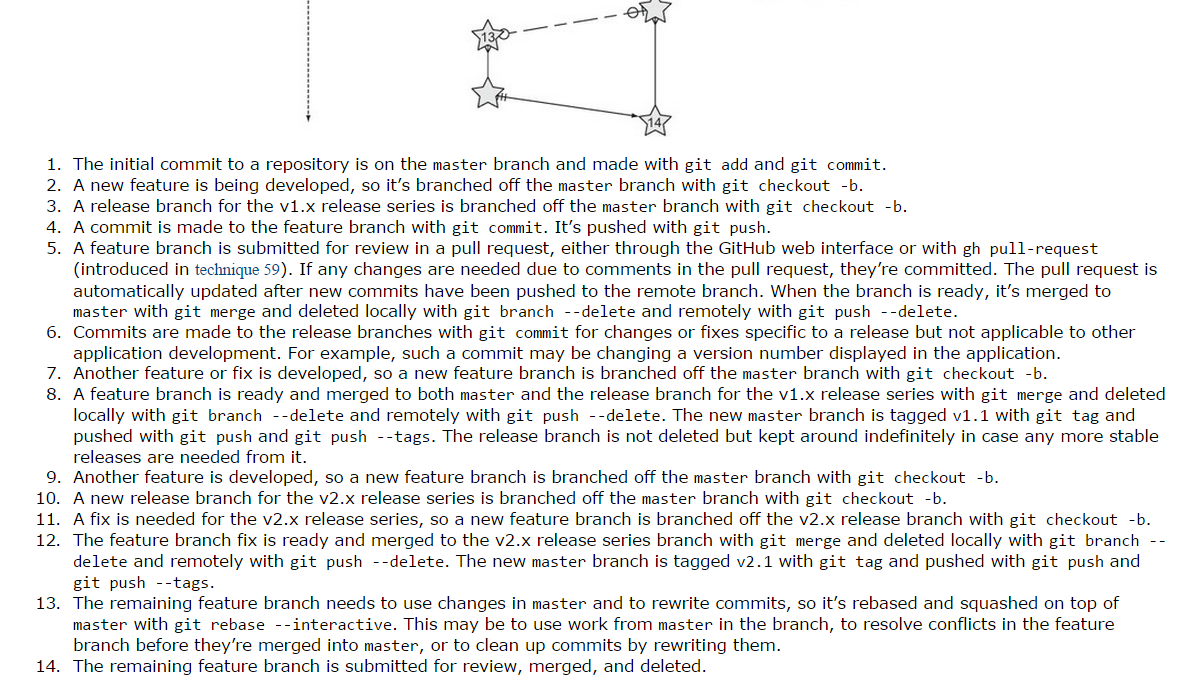 13
14
1. The initial commit to a repository is on the master branch and made with git add and git commit.
2. A new feature is being developed, so it’s branched off the master branch with git checkout -b.
3. A release branch for the v1.x release series is branched off the master branch with git checkout -b.
4. A commit is made to the feature branch with git commit. It’s pushed with git push.
5. A feature branch is submitted for review in a pull request, either through the GitHub web interface or with gh pull-request
(introduced in technique 59). If any changes are needed due to comments in the pull request, they’re committed. The pull request is
automatically updated after new commits have been pushed to the remote branch. When the branch is ready, it’s merged to
master with git merge and deleted locally with git branch --delete and remotely with git push --delete.
6. Commits are made to the release branches with git commit for changes or fixes specific to a release but not applicable to other
application development. For example, such a commit may be changing a version number displayed in the application.
7. Another feature or fix is developed, so a new feature branch is branched off the master branch with git checkout -b.
8. A feature branch is ready and merged to both master and the release branch for the v1.x release series with git merge and deleted
locally with git branch --delete and remotely with git push --delete. The new master branch is tagged v1.1 with git tag and
pushed with git push and git push --tags. The release branch is not deleted but kept around indefinitely in case any more stable
releases are needed from it.
9. Another feature is developed, so a new feature branch is branched off the master branch with git checkout -b.
10. A new release branch for the v2.x release series is branched off the master branch with git checkout -b.
11. A fix is needed for the v2.x release series, so a new feature branch is branched off the v2.x release branch with git checkout -b.
12. The feature branch fix is ready and merged to the v2.x release series branch with git merge and deleted locally with git branch --
delete and remotely with git push --delete. The new master branch is tagged v2.1 with git tag and pushed with git push and
git push --tags.
13. The remaining feature branch needs to use changes in master and to rewrite commits, so it’s rebased and squashed on top of
master with git rebase --interactive. This may be to use work from master in the branch, to resolve conflicts in the feature
branch before they’re merged into master, or to clean up commits by rewriting them.
14. The remaining feature branch is submitted for review, merged, and deleted.